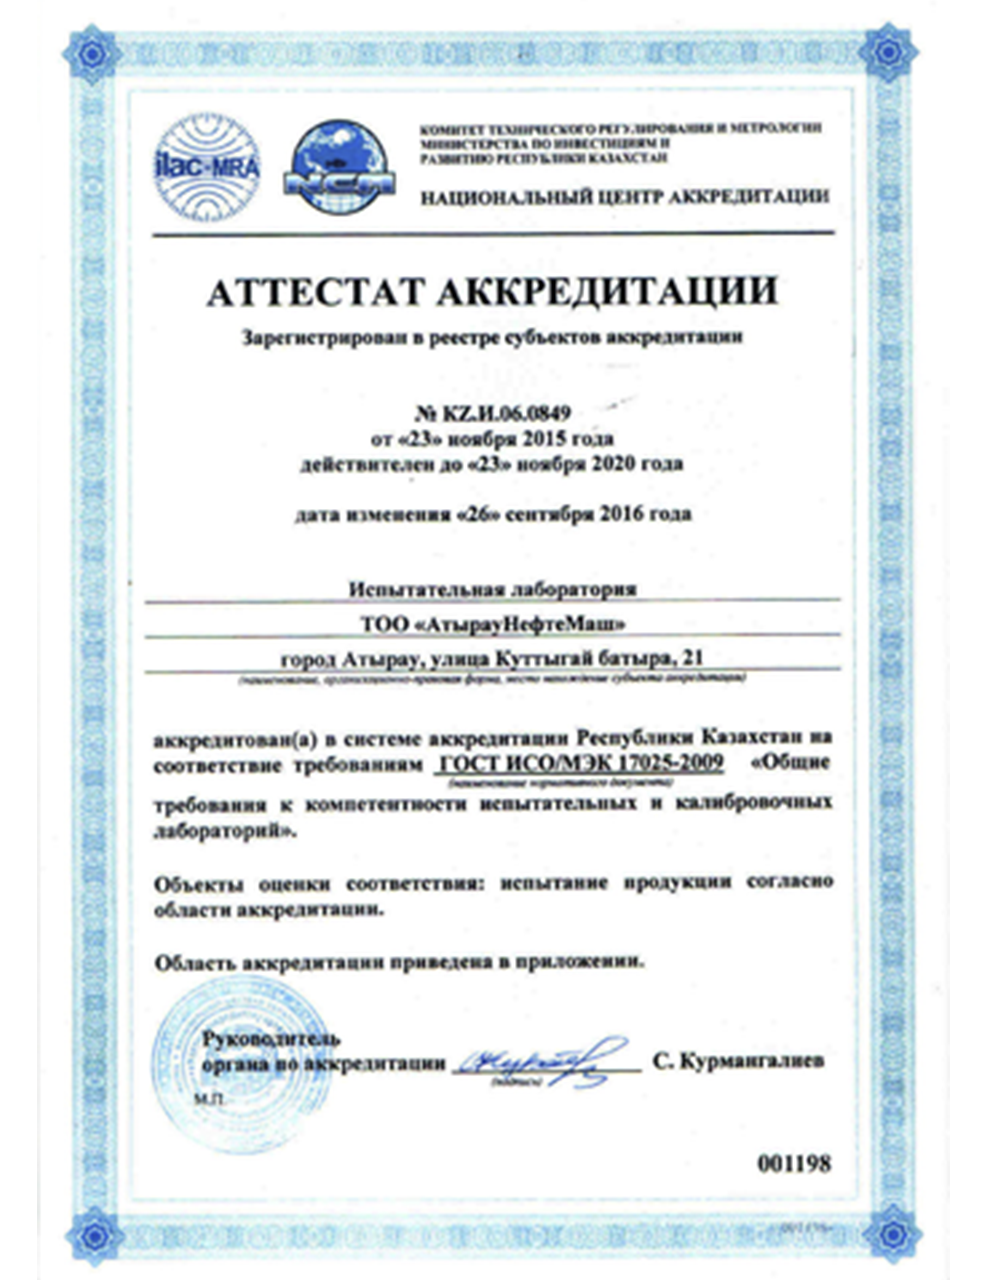 ilac-MRA
NCA
КОМИТЕТ ТЕХНИЧЕСКОГО РЕГУЛИРОВАНИЯ И МЕТРОЛОГИИ
МИНИСТЕРСТВА ПО ИНВЕСТИЦИЯМ И
РАЗВИТИЮ РЕСПУБЛИКИ КАЗАХСТАН
НАЦИОНАЛЬНЫЙ ЦЕНТР АККРЕДИТАЦИИ
АТТЕСТАТ АККРЕДИТАЦИИ
Зарегистрирован в реестре субъектов аккредитации
№ KZ.И.06.0849
от «23» ноября 2015 года
действителен до «23» ноября 2020 года
дата изменения «26» сентября 2016 года
Испытательная лаборатория
ТОО «АтырауНефтеМаш»
город Атырау, улица Куттыгай батыра, 21
(наименование, организационно-правовая форма, место нахождение субъекта аккредитации)
аккредитован(а) в системе аккредитации Республики Казахстан на
соответствие требованиям ГОСТ ИСО/МЭК 17025-2009 «Общие
(наименование нормативного документа)
требования к компетентности испытательных и калибровочных
лабораторий».
Объекты оценки соответствия: испытание продукции согласно
области аккредитации.
Область аккредитации приведена в приложении.
Руководитель
органа по аккредитации С. Курмангалиев
(подпись)
М.П.
001198